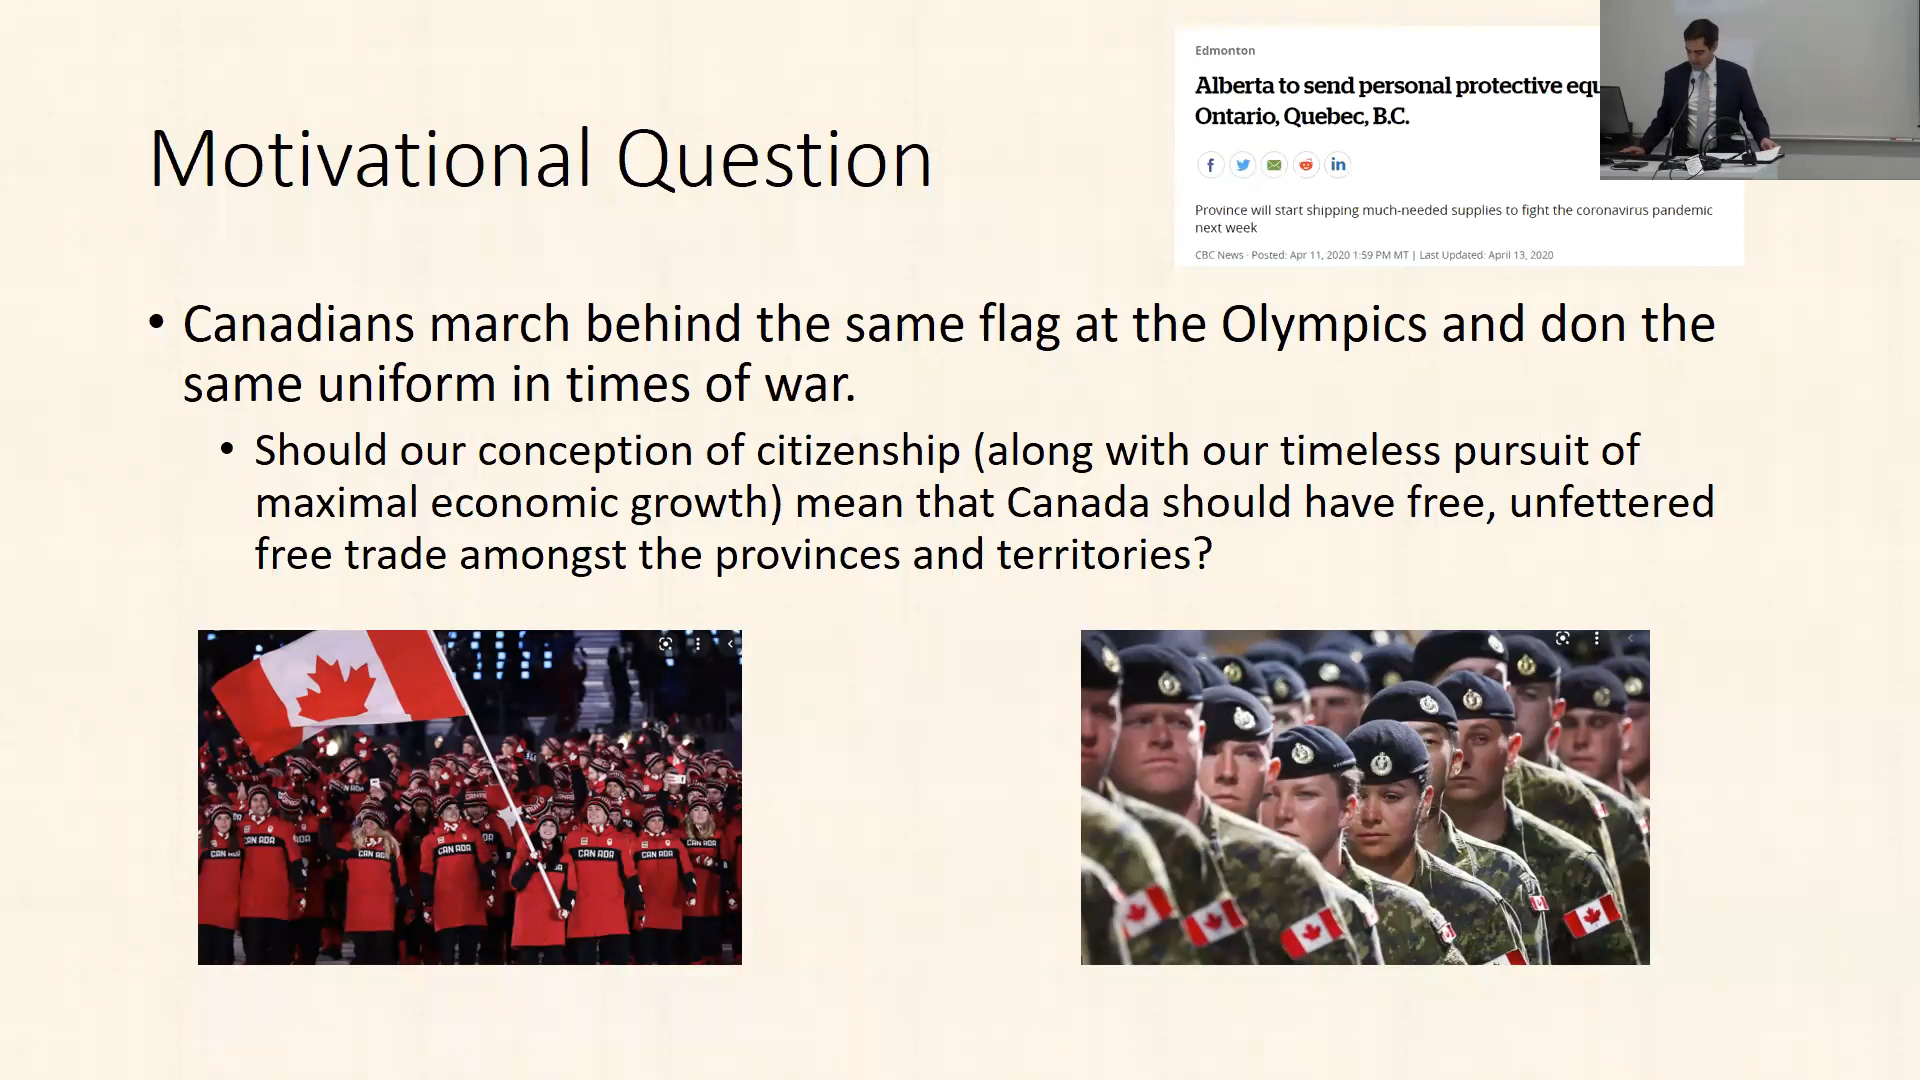 Edmonton
Alberta to send personal protective
Ontario, Quebec, B.C.
Province will start shipping much-needed supplies to fight the coronavirus pandemic
next week
CBC News · Posted: Apr 11, 2020 1:59 PM MT | Last Updated: April 13, 2020
Motivational Question
• Canadians march behind the same flag at the Olympics and don the
same uniform in times of war.
• Should our conception of citizenship (along with our timeless pursuit of
maximal economic growth) mean that Canada should have free, unfettered
free trade amongst the provinces and territories?
CANADA
CANADA
CANADA
CANADA